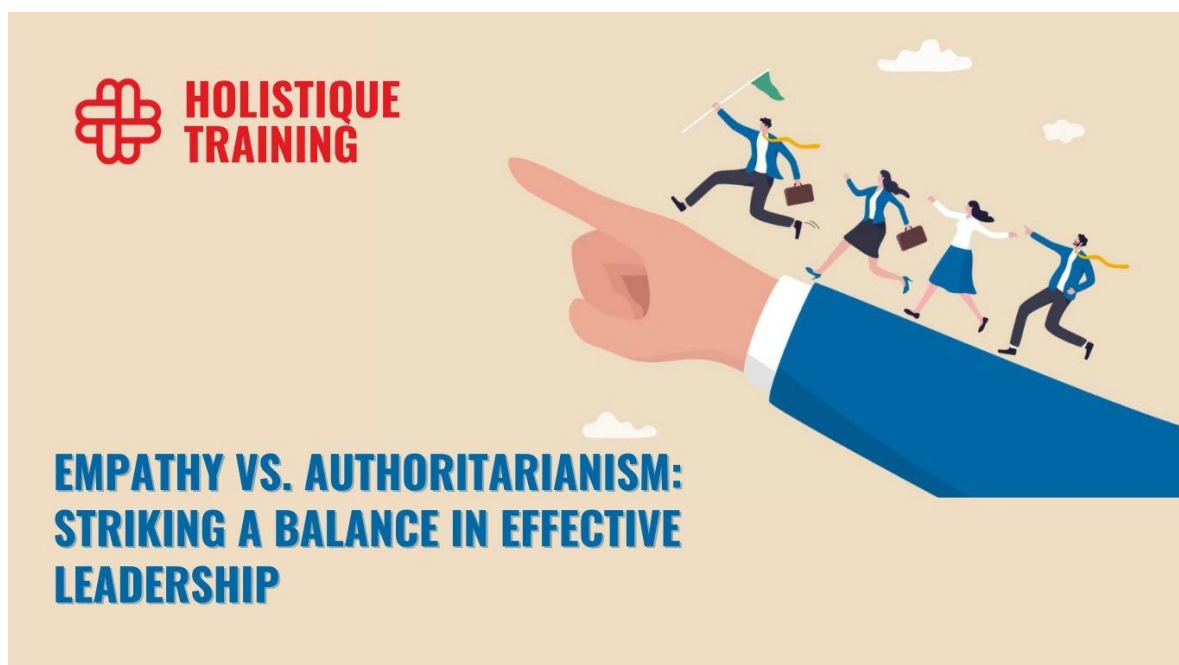 HOLISTIQUE
TRAINING
EMPATHY VS. AUTHORITARIANISM:
STRIKING A BALANCE IN EFFECTIVE
LEADERSHIP